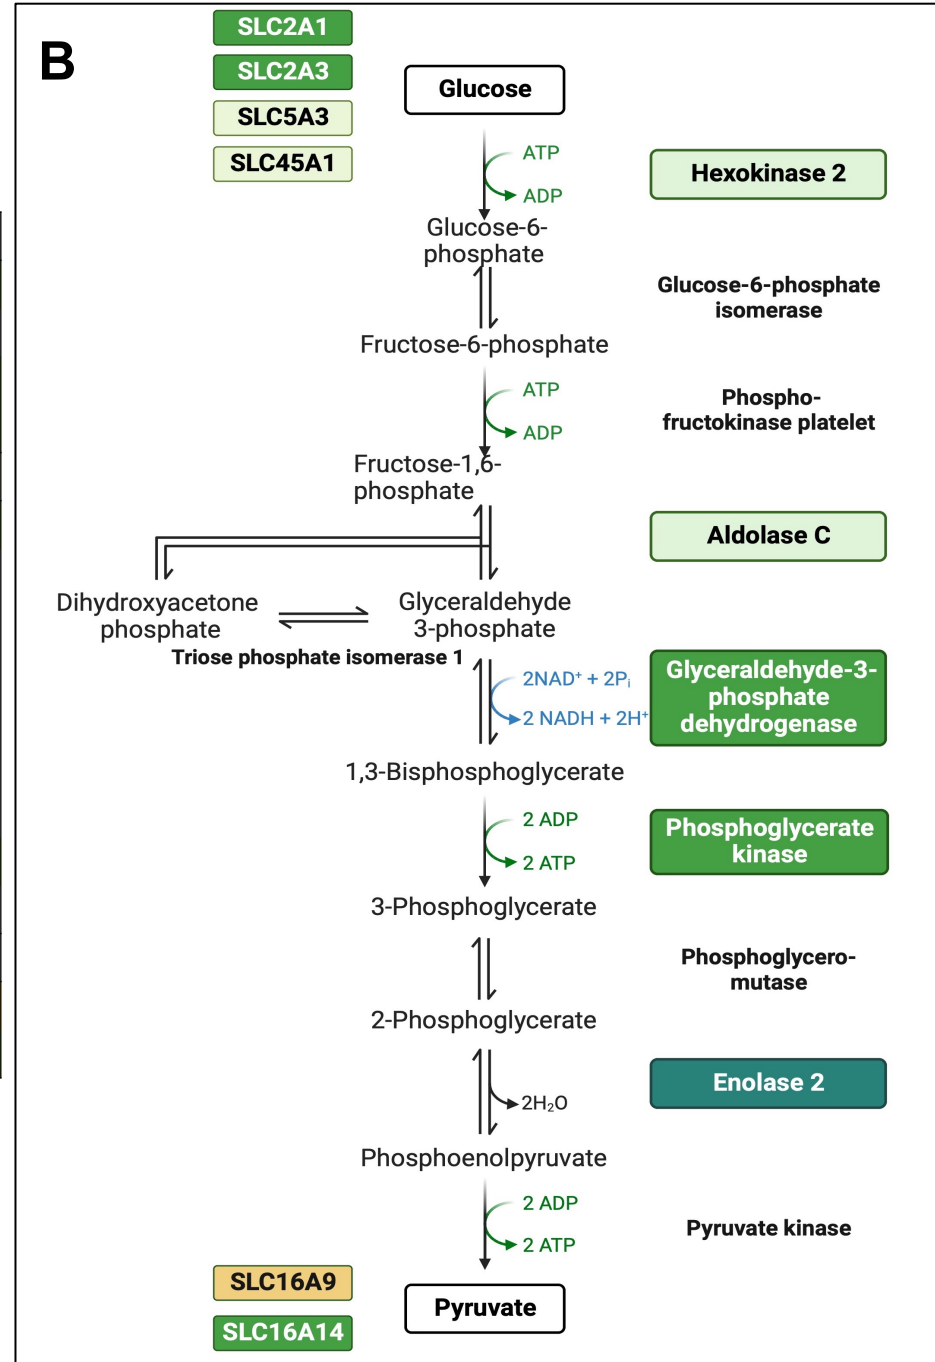 B
SLC2A1
SLC2A3
SLC5A3
SLC45A1
Glucose
ATP
ADP
Hexokinase 2
Glucose-6-
phosphate
Glucose-6-phosphate
isomerase
Fructose-6-phosphate
ATP
ADP
Phospho-
fructokinase platelet
Fructose-1,6-
phosphate
Aldolase C
Dihydroxyacetone
phosphate
Glyceraldehyde
3-phosphate
Triose phosphate isomerase 1
2NAD⁺ + 2Pᵢ
2 NADH + 2H⁺
Glyceraldehyde-3-
phosphate
dehydrogenase
1,3-Bisphosphoglycerate
2 ADP
2 ATP
Phosphoglycerate
kinase
3-Phosphoglycerate
Phosphoglycero-
mutase
2-Phosphoglycerate
Enolase 2
2H₂O
Phosphoenolpyruvate
2 ADP
2 ATP
Pyruvate kinase
SLC16A9
SLC16A14
Pyruvate